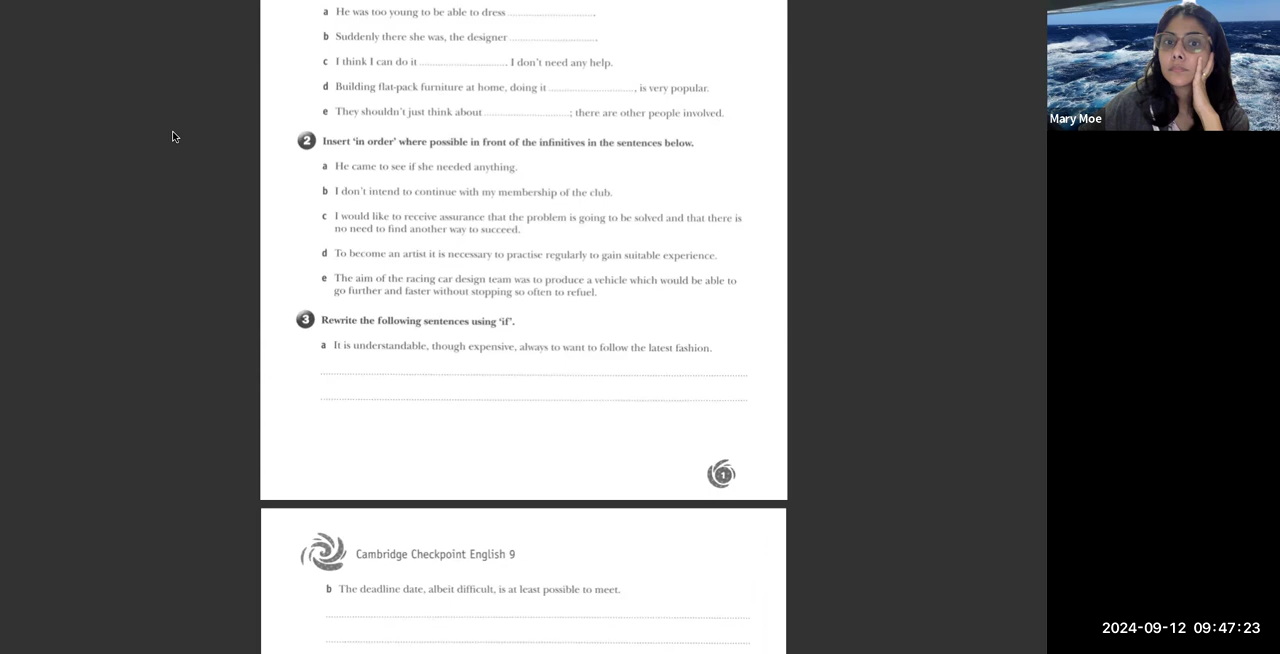 a He was too young to be able to dress ..............................
b Suddenly there she was, the designer ..............................
c I think I can do it .............................. I don't need any help.
d Building flat-pack furniture at home, doing it .............................., is very popular.
e They shouldn't just think about ..............................; there are other people involved.
2 Insert 'in order' where possible in front of the infinitives in the sentences below.
a He came to see if she needed anything.
b I don't intend to continue with my membership of the club.
c I would like to receive assurance that the problem is going to be solved and that there is
no need to find another way to succeed.
d To become an artist it is necessary to practise regularly to gain suitable experience.
e The aim of the racing car design team was to produce a vehicle which would be able to
go further and faster without stopping so often to refuel.
3 Rewrite the following sentences using 'if'.
a It is understandable, though expensive, always to want to follow the latest fashion.
1
Cambridge Checkpoint English 9
b The deadline date, albeit difficult, is at least possible to meet.
Mary Moe
2024-09-12 09:47:23